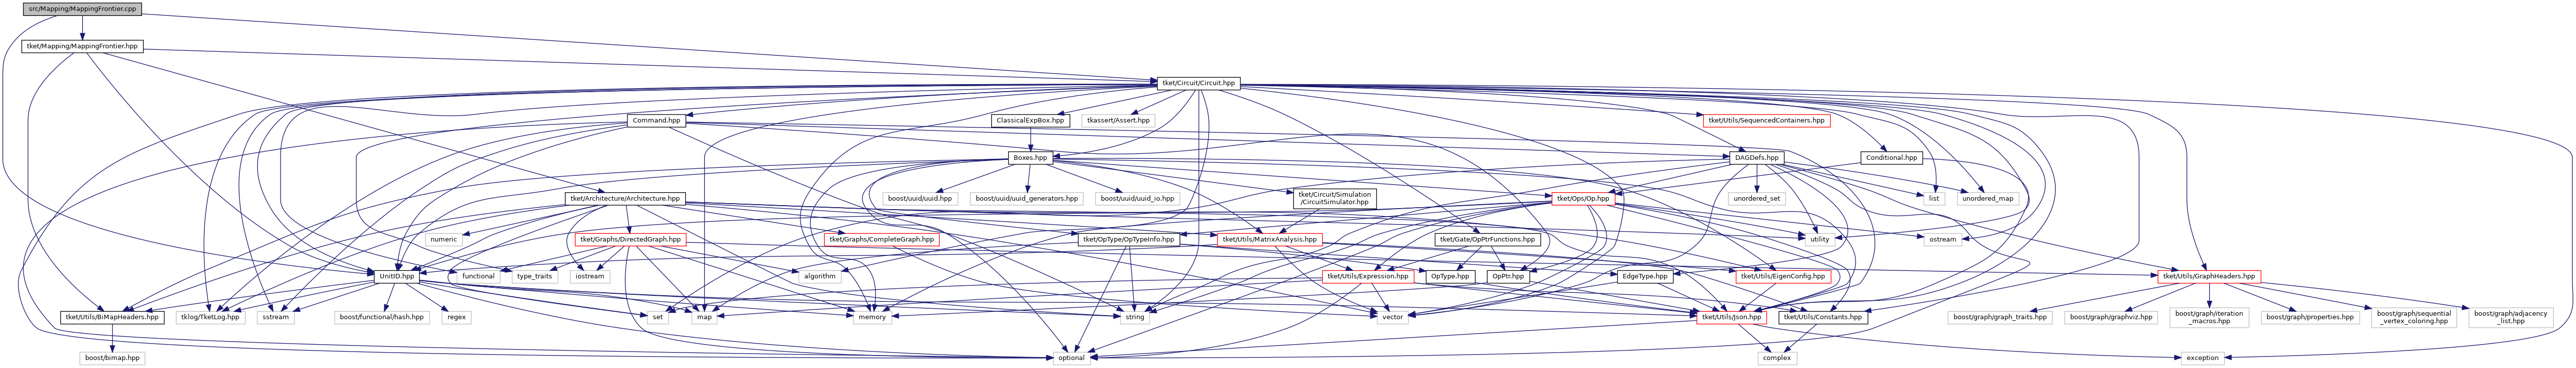 src/Mapping/MappingFrontier.cpp
tket/Mapping/MappingFrontier.hpp
tket/Circuit/Circuit.hpp
Command.hpp
ClassicalExpBox.hpp
tkassert/Assert.hpp
tket/Utils/SequencedContainers.hpp
Boxes.hpp
DAGDefs.hpp
Conditional.hpp
tket/Architecture/Architecture.hpp
boost/uuid/uuid.hpp
boost/uuid/uuid_generators.hpp
boost/uuid/uuid_io.hpp
tket/Circuit/Simulation
/CircuitSimulator.hpp
tket/Ops/Op.hpp
unordered_set
list
unordered_map
numeric
tket/Graphs/DirectedGraph.hpp
tket/Graphs/CompleteGraph.hpp
tket/OpType/OpTypeInfo.hpp
tket/Utils/MatrixAnalysis.hpp
tket/Gate/OpPtrFunctions.hpp
utility
ostream
UnitID.hpp
functional
type_traits
iostream
algorithm
tket/Utils/Expression.hpp
OpType.hpp
OpPtr.hpp
EdgeType.hpp
tket/Utils/EigenConfig.hpp
tket/Utils/GraphHeaders.hpp
tket/Utils/BiMapHeaders.hpp
tklog/TketLog.hpp
sstream
boost/functional/hash.hpp
regex
set
map
memory
string
vector
tket/Utils/Json.hpp
tket/Utils/Constants.hpp
boost/graph/graph_traits.hpp
boost/graph/graphviz.hpp
boost/graph/iteration
_macros.hpp
boost/graph/properties.hpp
boost/graph/sequential
_vertex_coloring.hpp
boost/graph/adjacency
_list.hpp
boost/bimap.hpp
optional
complex
exception